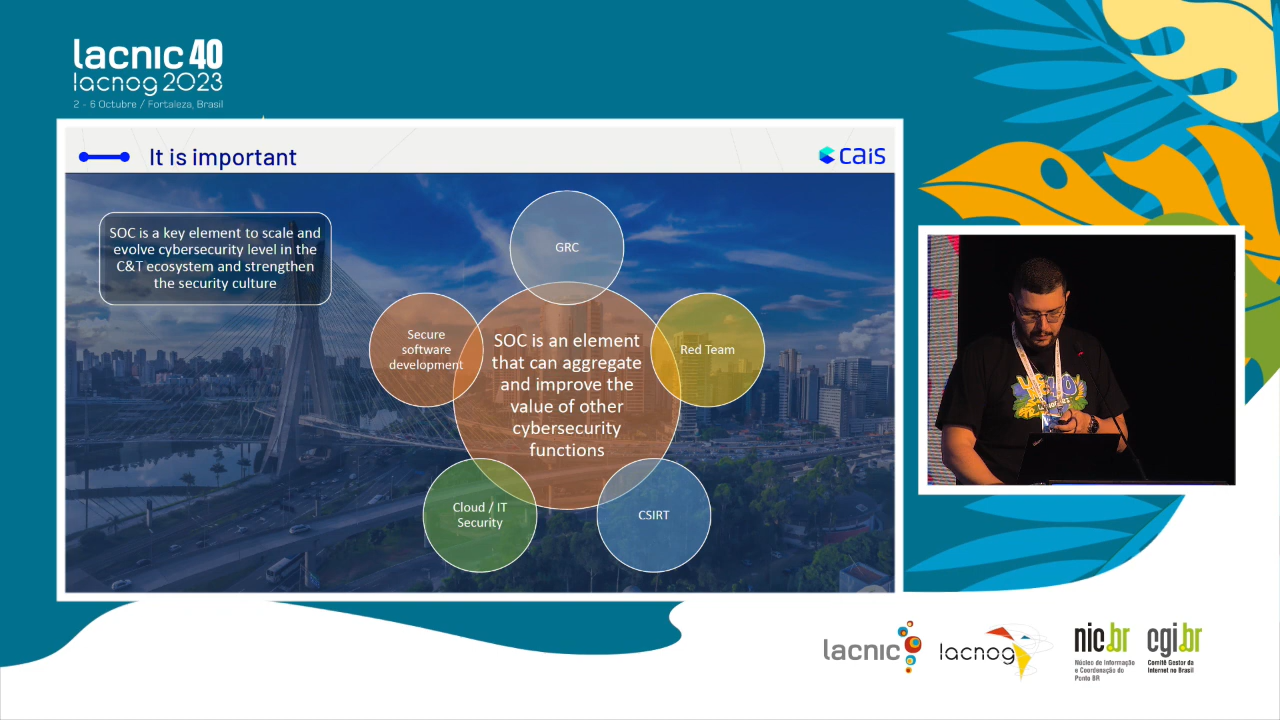 lacnic 40
lacnog 2023
2 - 6 Octubre / Fortaleza, Brasil
It is important
cais
SOC is a key element to scale and
evolve cybersecurity level in the
C&T ecosystem and strengthen
the security culture
GRC
Secure
software
development
SOC is an element
that can aggregate
and improve the
value of other
cybersecurity
functions
Red Team
Cloud / IT
Security
CSIRT
lacnic
lacnog
nic.br
Núcleo de Informação
e Coordenação do
Ponto BR
cgi.br
Comitê Gestor da
Internet no Brasil